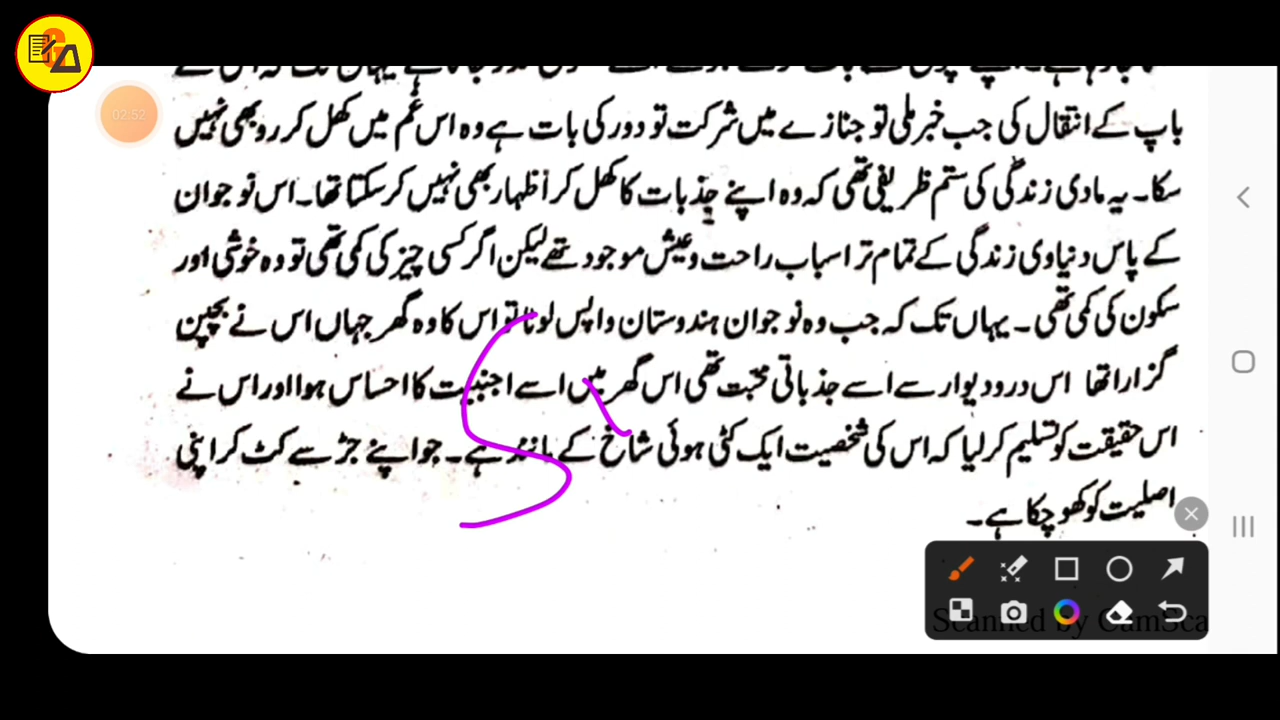 02:52
باپ کے انتقال کی جب خبر ملی تو جنازے میں شرکت تو دور کی بات ہے وہ اس غم میں کھل کر رو بھی نہیں
سکا۔ یہ مادی زندگی کی ستم ظریفی تھی کہ وہ اپنے جذبات کا کھل کر اظہار بھی نہیں کر سکتا تھا۔ اس نوجوان
کے پاس دنیاوی زندگی کے تمام تر اسباب راحت و عیش موجود تھے لیکن اگر کسی چیز کی کمی تھی تو وہ خوشی اور
سکون کی کمی تھی۔ یہاں تک کہ جب وہ نوجوان ہندوستان واپس لوٹا تو اس کا وہ گھر جہاں اس نے بچپن
گزارا تھا اس در و دیوار سے اسے جذباتی محبت تھی اس گھر میں اسے اجنبیت کا احساس ہوا اور اس نے
اس حقیقت کو تسلیم کر لیا کہ اس کی شخصیت ایک کٹی ہوئی شاخ کے مانند ہے۔ جو اپنے جڑ سے کٹ کر اپنی
اصلیت کو کھو چکا ہے۔
Scanned by CamSca